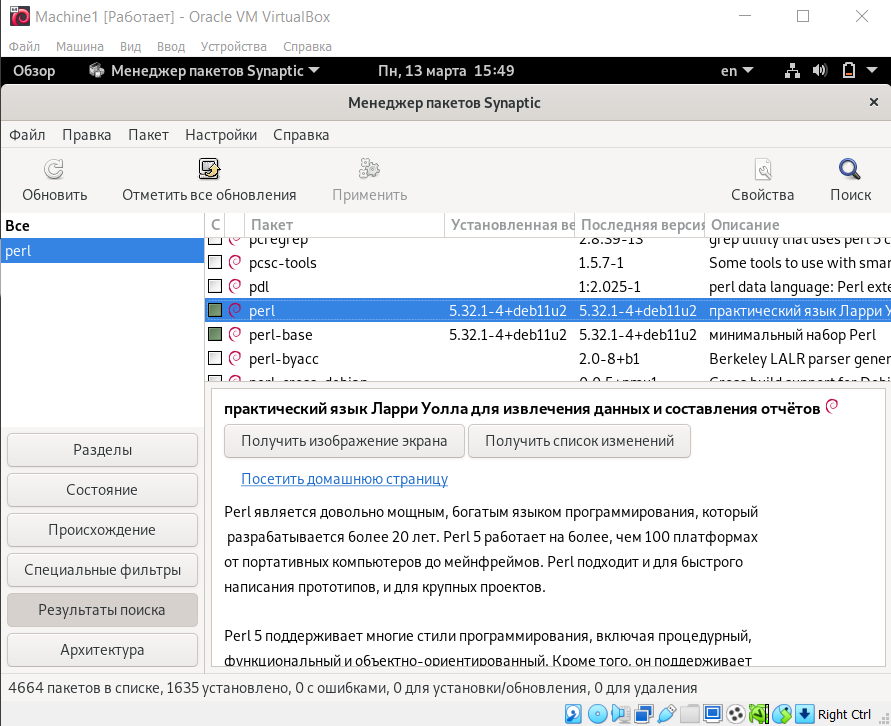 Machine1 [Работает] - Oracle VM VirtualBox
Файл Машина Вид Ввод Устройства Справка
Обзор Менеджер пакетов Synaptic Пн, 13 марта 15:49 en
Менеджер пакетов Synaptic
Файл Правка Пакет Настройки Справка
Обновить Отметить все обновления Применить Свойства Поиск
Все
perl
С Пакет Установленная ве Последняя версия Описание
pcregrep 2:8.39-13 grep utility that uses perl 5 c
pcsc-tools 1.5.7-1 Some tools to use with smar
pdl 1:2.025-1 perl data language: Perl exte
perl 5.32.1-4+deb11u2 5.32.1-4+deb11u2 практический язык Ларри У
perl-base 5.32.1-4+deb11u2 5.32.1-4+deb11u2 минимальный набор Perl
perl-byacc 2.0-8+b1 Berkeley LALR parser gener
практический язык Ларри Уолла для извлечения данных и составления отчётов
Получить изображение экрана Получить список изменений
Посетить домашнюю страницу
Perl является довольно мощным, богатым языком программирования, который
разрабатывается более 20 лет. Perl 5 работает на более, чем 100 платформах
от портативных компьютеров до мейнфреймов. Perl подходит и для быстрого
написания прототипов, и для крупных проектов.
Perl 5 поддерживает многие стили программирования, включая процедурный,
функциональный и объектно-ориентированный. Кроме того, он поддерживает
Разделы
Состояние
Происхождение
Специальные фильтры
Результаты поиска
Архитектура
4664 пакетов в списке, 1635 установлено, 0 с ошибками, 0 для установки/обновления, 0 для удаления
Right Ctrl